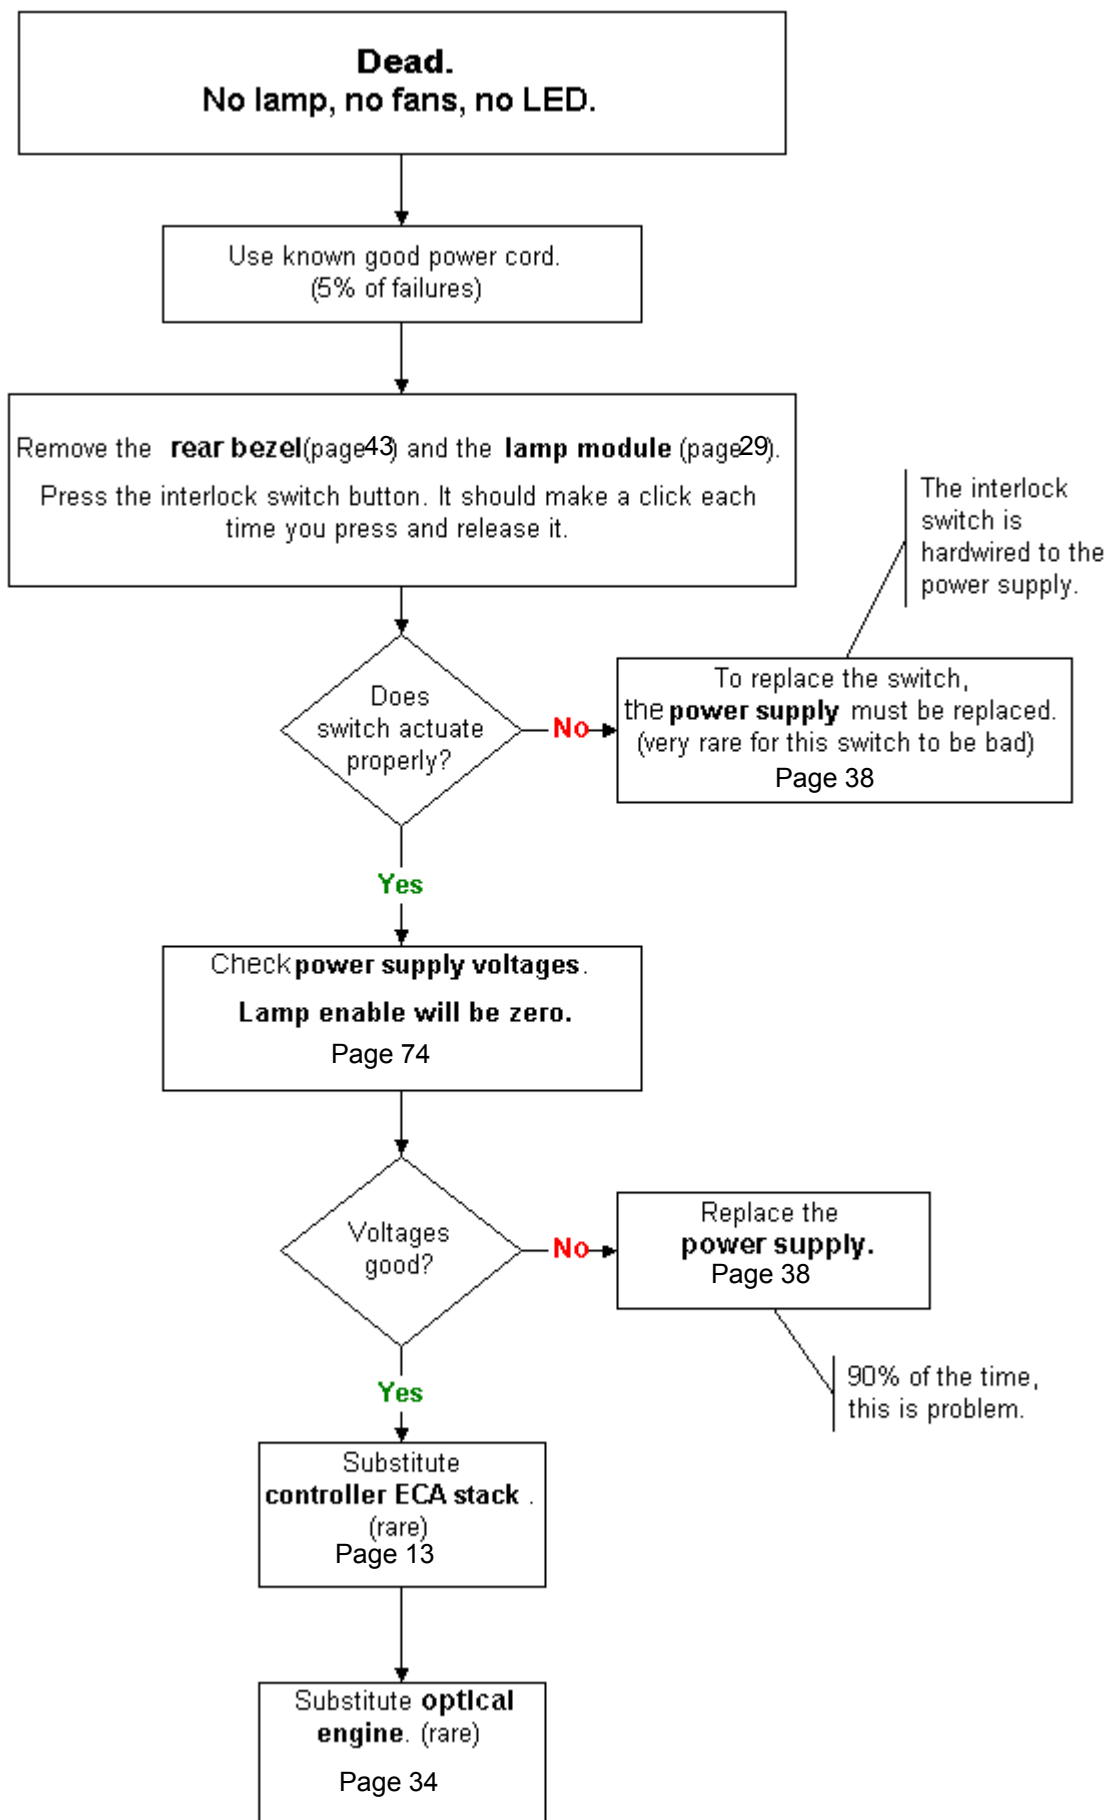 Dead.
No lamp, no fans, no LED.
Use known good power cord.
(5% of failures)
Remove the rear bezel(page43) and the lamp module (page29).
Press the interlock switch button. It should make a click each
time you press and release it.
The interlock
switch is
hardwired to the
power supply.
Does
switch actuate
properly?
No
To replace the switch,
the power supply must be replaced.
(very rare for this switch to be bad)
Page 38
Yes
Check power supply voltages.
Lamp enable will be zero.
Page 74
Voltages
good?
No
Replace the
power supply.
Page 38
90% of the time,
this is problem.
Yes
Substitute
controller ECA stack .
(rare)
Page 13
Substitute optical
engine. (rare)
Page 34